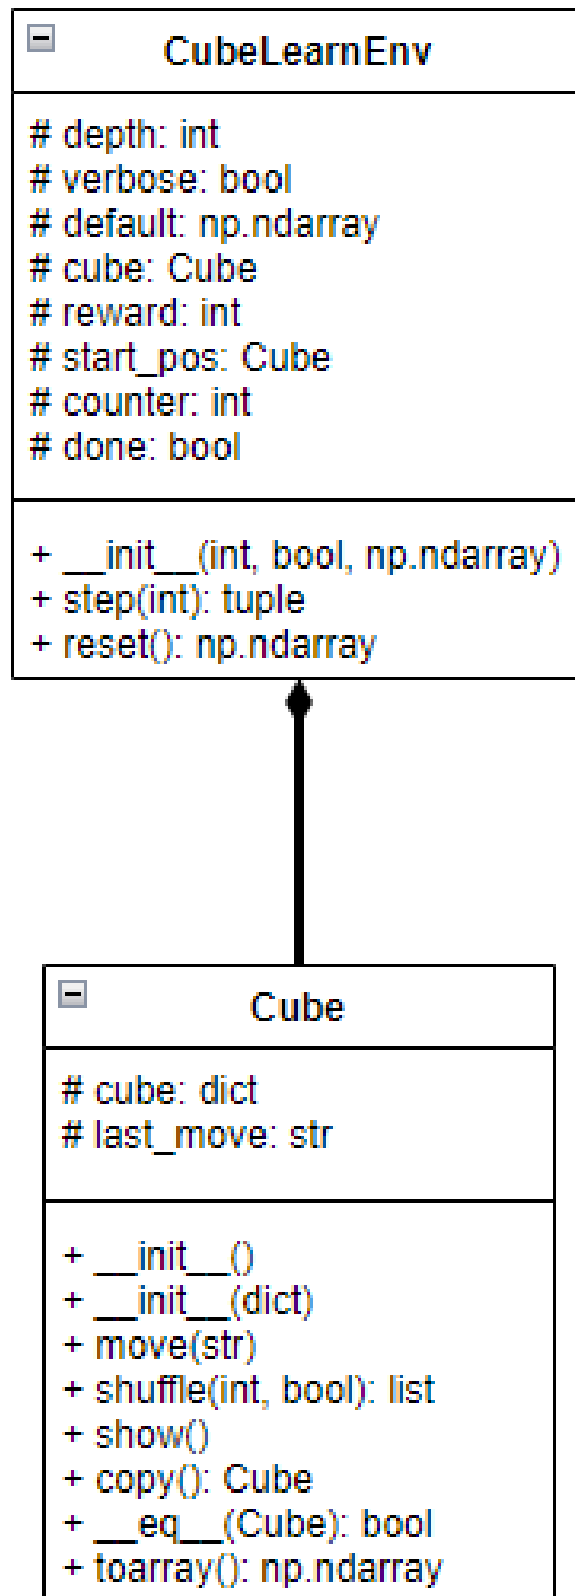 CubeLearnEnv
# depth: int
# verbose: bool
# default: np.ndarray
# cube: Cube
# reward: int
# start_pos: Cube
# counter: int
# done: bool
+ __init__(int, bool, np.ndarray)
+ step(int): tuple
+ reset(): np.ndarray
Cube
# cube: dict
# last_move: str
+ __init__()
+ __init__(dict)
+ move(str)
+ shuffle(int, bool): list
+ show()
+ copy(): Cube
+ __eq__(Cube): bool
+ toarray(): np.ndarray